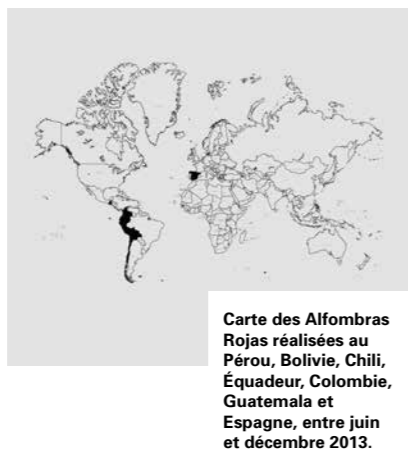 Carte des Alfombras
Rojas réalisées au
Pérou, Bolivie, Chili,
Équadeur, Colombie,
Guatemala et
Espagne, entre juin
et décembre 2013.